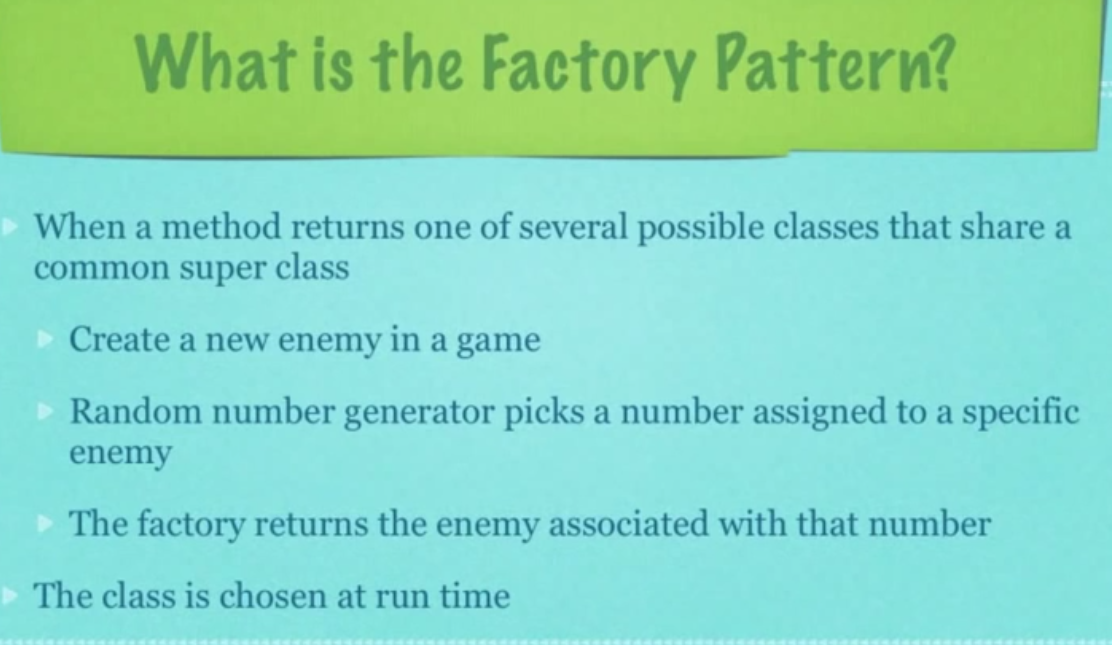 What is the Factory Pattern?
When a method returns one of several possible classes that share a
common super class
Create a new enemy in a game
Random number generator picks a number assigned to a specific
enemy
The factory returns the enemy associated with that number
The class is chosen at run time